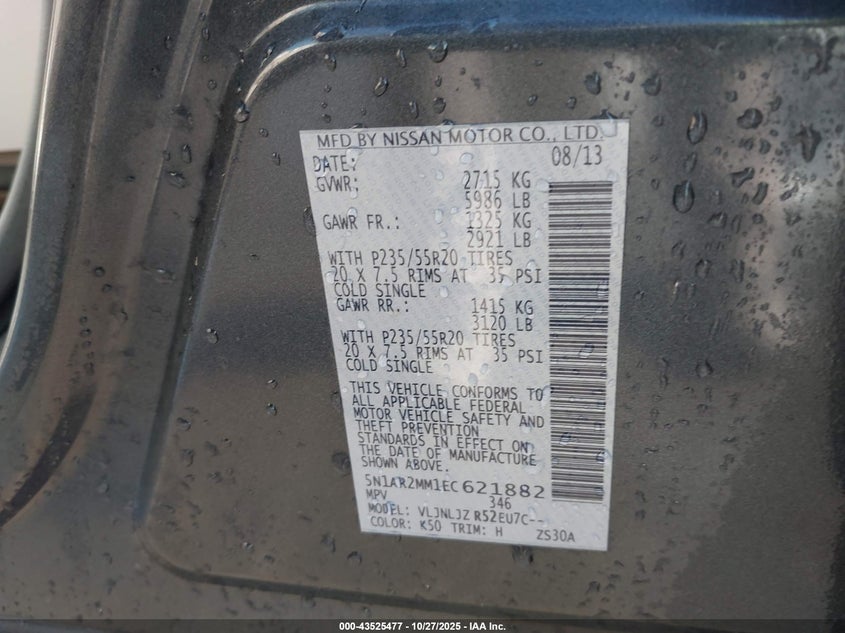 MFD BY NISSAN MOTOR CO., LTD.
DATE: 08/13
GVWR: 2715 KG
5986 LB
GAWR FR.: 1325 KG
2921 LB
WITH P235/55R20 TIRES
20 X 7.5 RIMS AT 35 PSI
COLD SINGLE
GAWR RR.: 1415 KG
3120 LB
WITH P235/55R20 TIRES
20 X 7.5 RIMS AT 35 PSI
COLD SINGLE
THIS VEHICLE CONFORMS TO
ALL APPLICABLE FEDERAL
MOTOR VEHICLE SAFETY AND
THEFT PREVENTION
STANDARDS IN EFFECT ON
THE DATE OF MANUFACTURE
SHOWN ABOVE.
5N1AR2MM1EC621882
MPV 346
MODEL: VLJNLJZ R52EU7C--
COLOR: K50 TRIM: H ZS30A
000-43525477 • 10/27/2025 • IAA Inc.